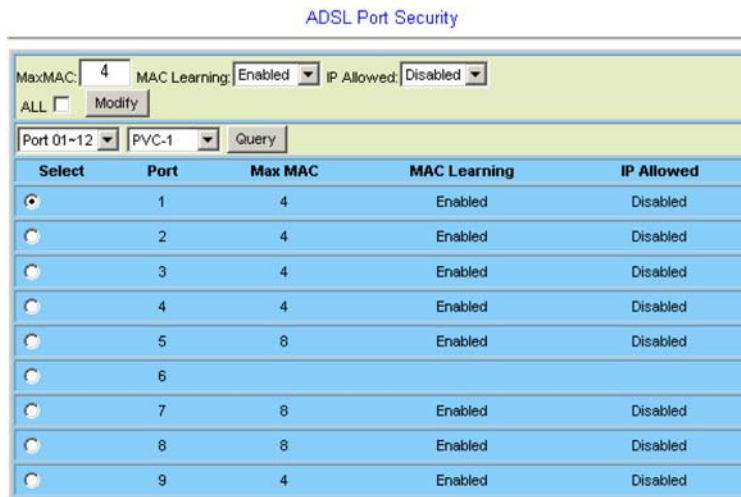 ADSL Port Security
MaxMAC: 4 MAC Learning: Enabled IP Allowed: Disabled
ALL Modify
Port 01~12 PVC-1 Query
Select Port Max MAC MAC Learning IP Allowed
1 4 Enabled Disabled
2 4 Enabled Disabled
3 4 Enabled Disabled
4 4 Enabled Disabled
5 8 Enabled Disabled
6
7 8 Enabled Disabled
8 8 Enabled Disabled
9 4 Enabled Disabled